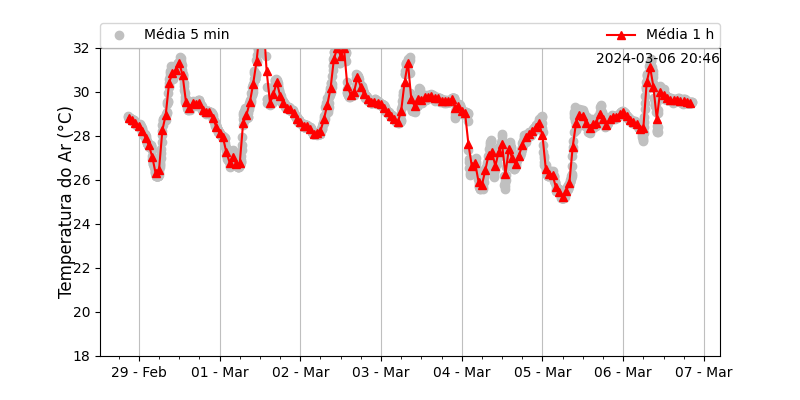 Média 5 min
Média 1 h
2024-03-06 20:46
Temperatura do Ar (°C)
32
30
28
26
24
22
20
18
29 - Feb
01 - Mar
02 - Mar
03 - Mar
04 - Mar
05 - Mar
06 - Mar
07 - Mar